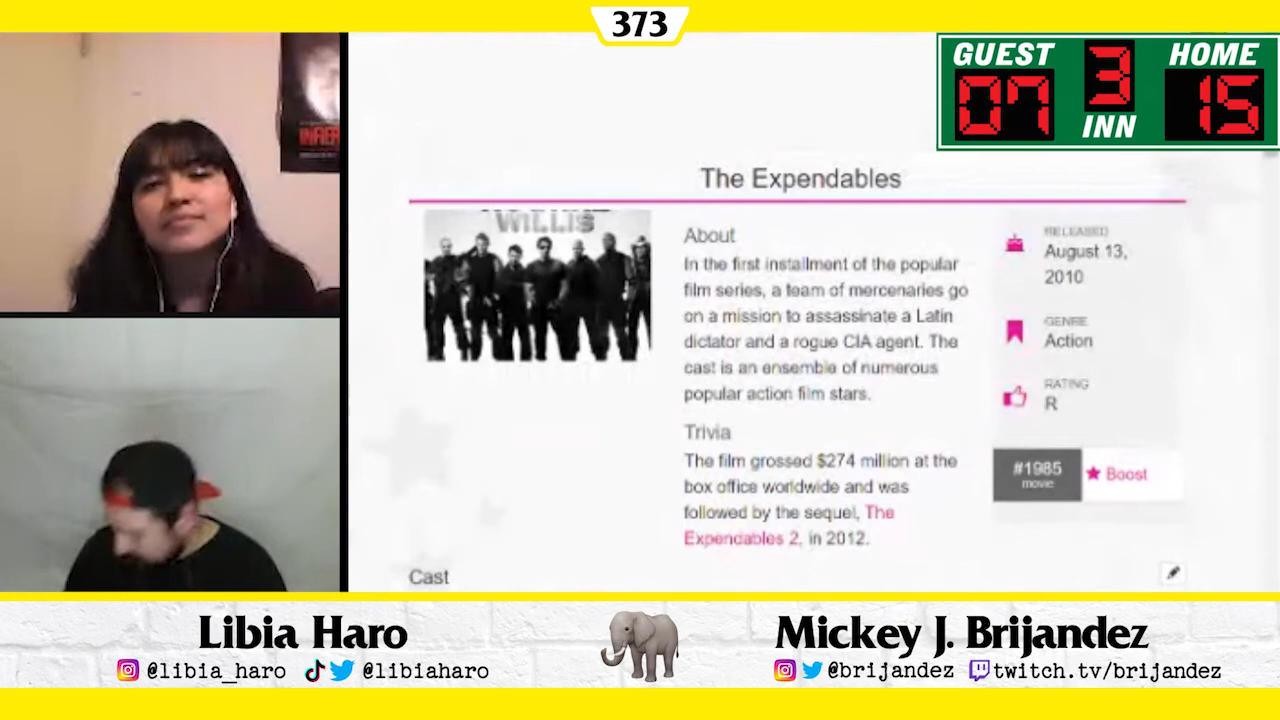 373
GUEST
3
HOME
07
15
INN
The Expendables
WILLIS
About
In the first installment of the popular
film series, a team of mercenaries go
on a mission to assassinate a Latin
dictator and a rogue CIA agent. The
cast is an ensemble of numerous
popular action film stars.
Trivia
The film grossed $274 million at the
box office worldwide and was
followed by the sequel, The
Expendables 2, in 2012.
RELEASED
August 13,
2010
GENRE
Action
RATING
R
#1985
movie
Boost
Cast
Libia Haro
@libia_haro
@libiaharo
Mickey J. Brijandez
@brijandez
twitch.tv/brijandez